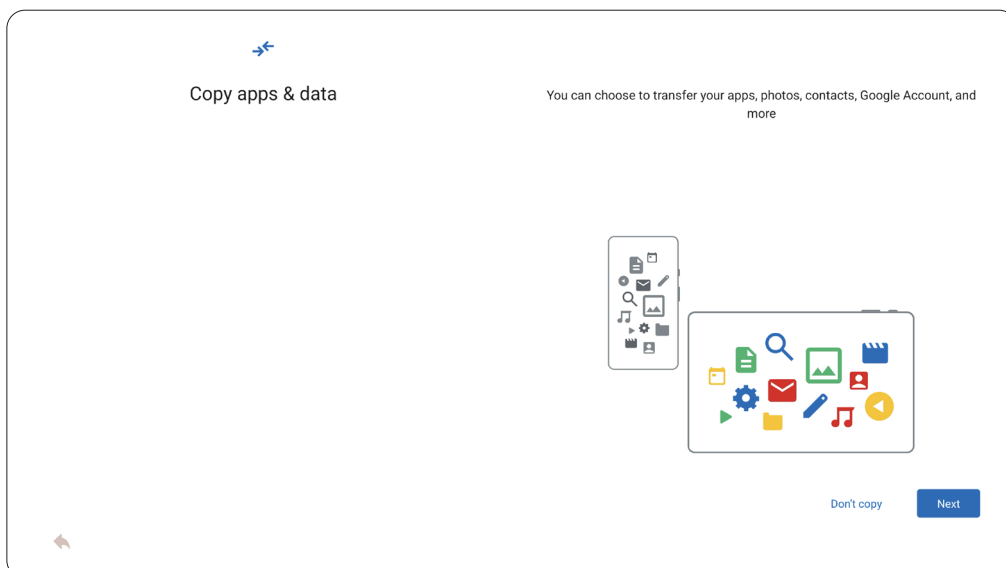 Copy apps & data
You can choose to transfer your apps, photos, contacts, Google Account, and
more
Don't copy
Next